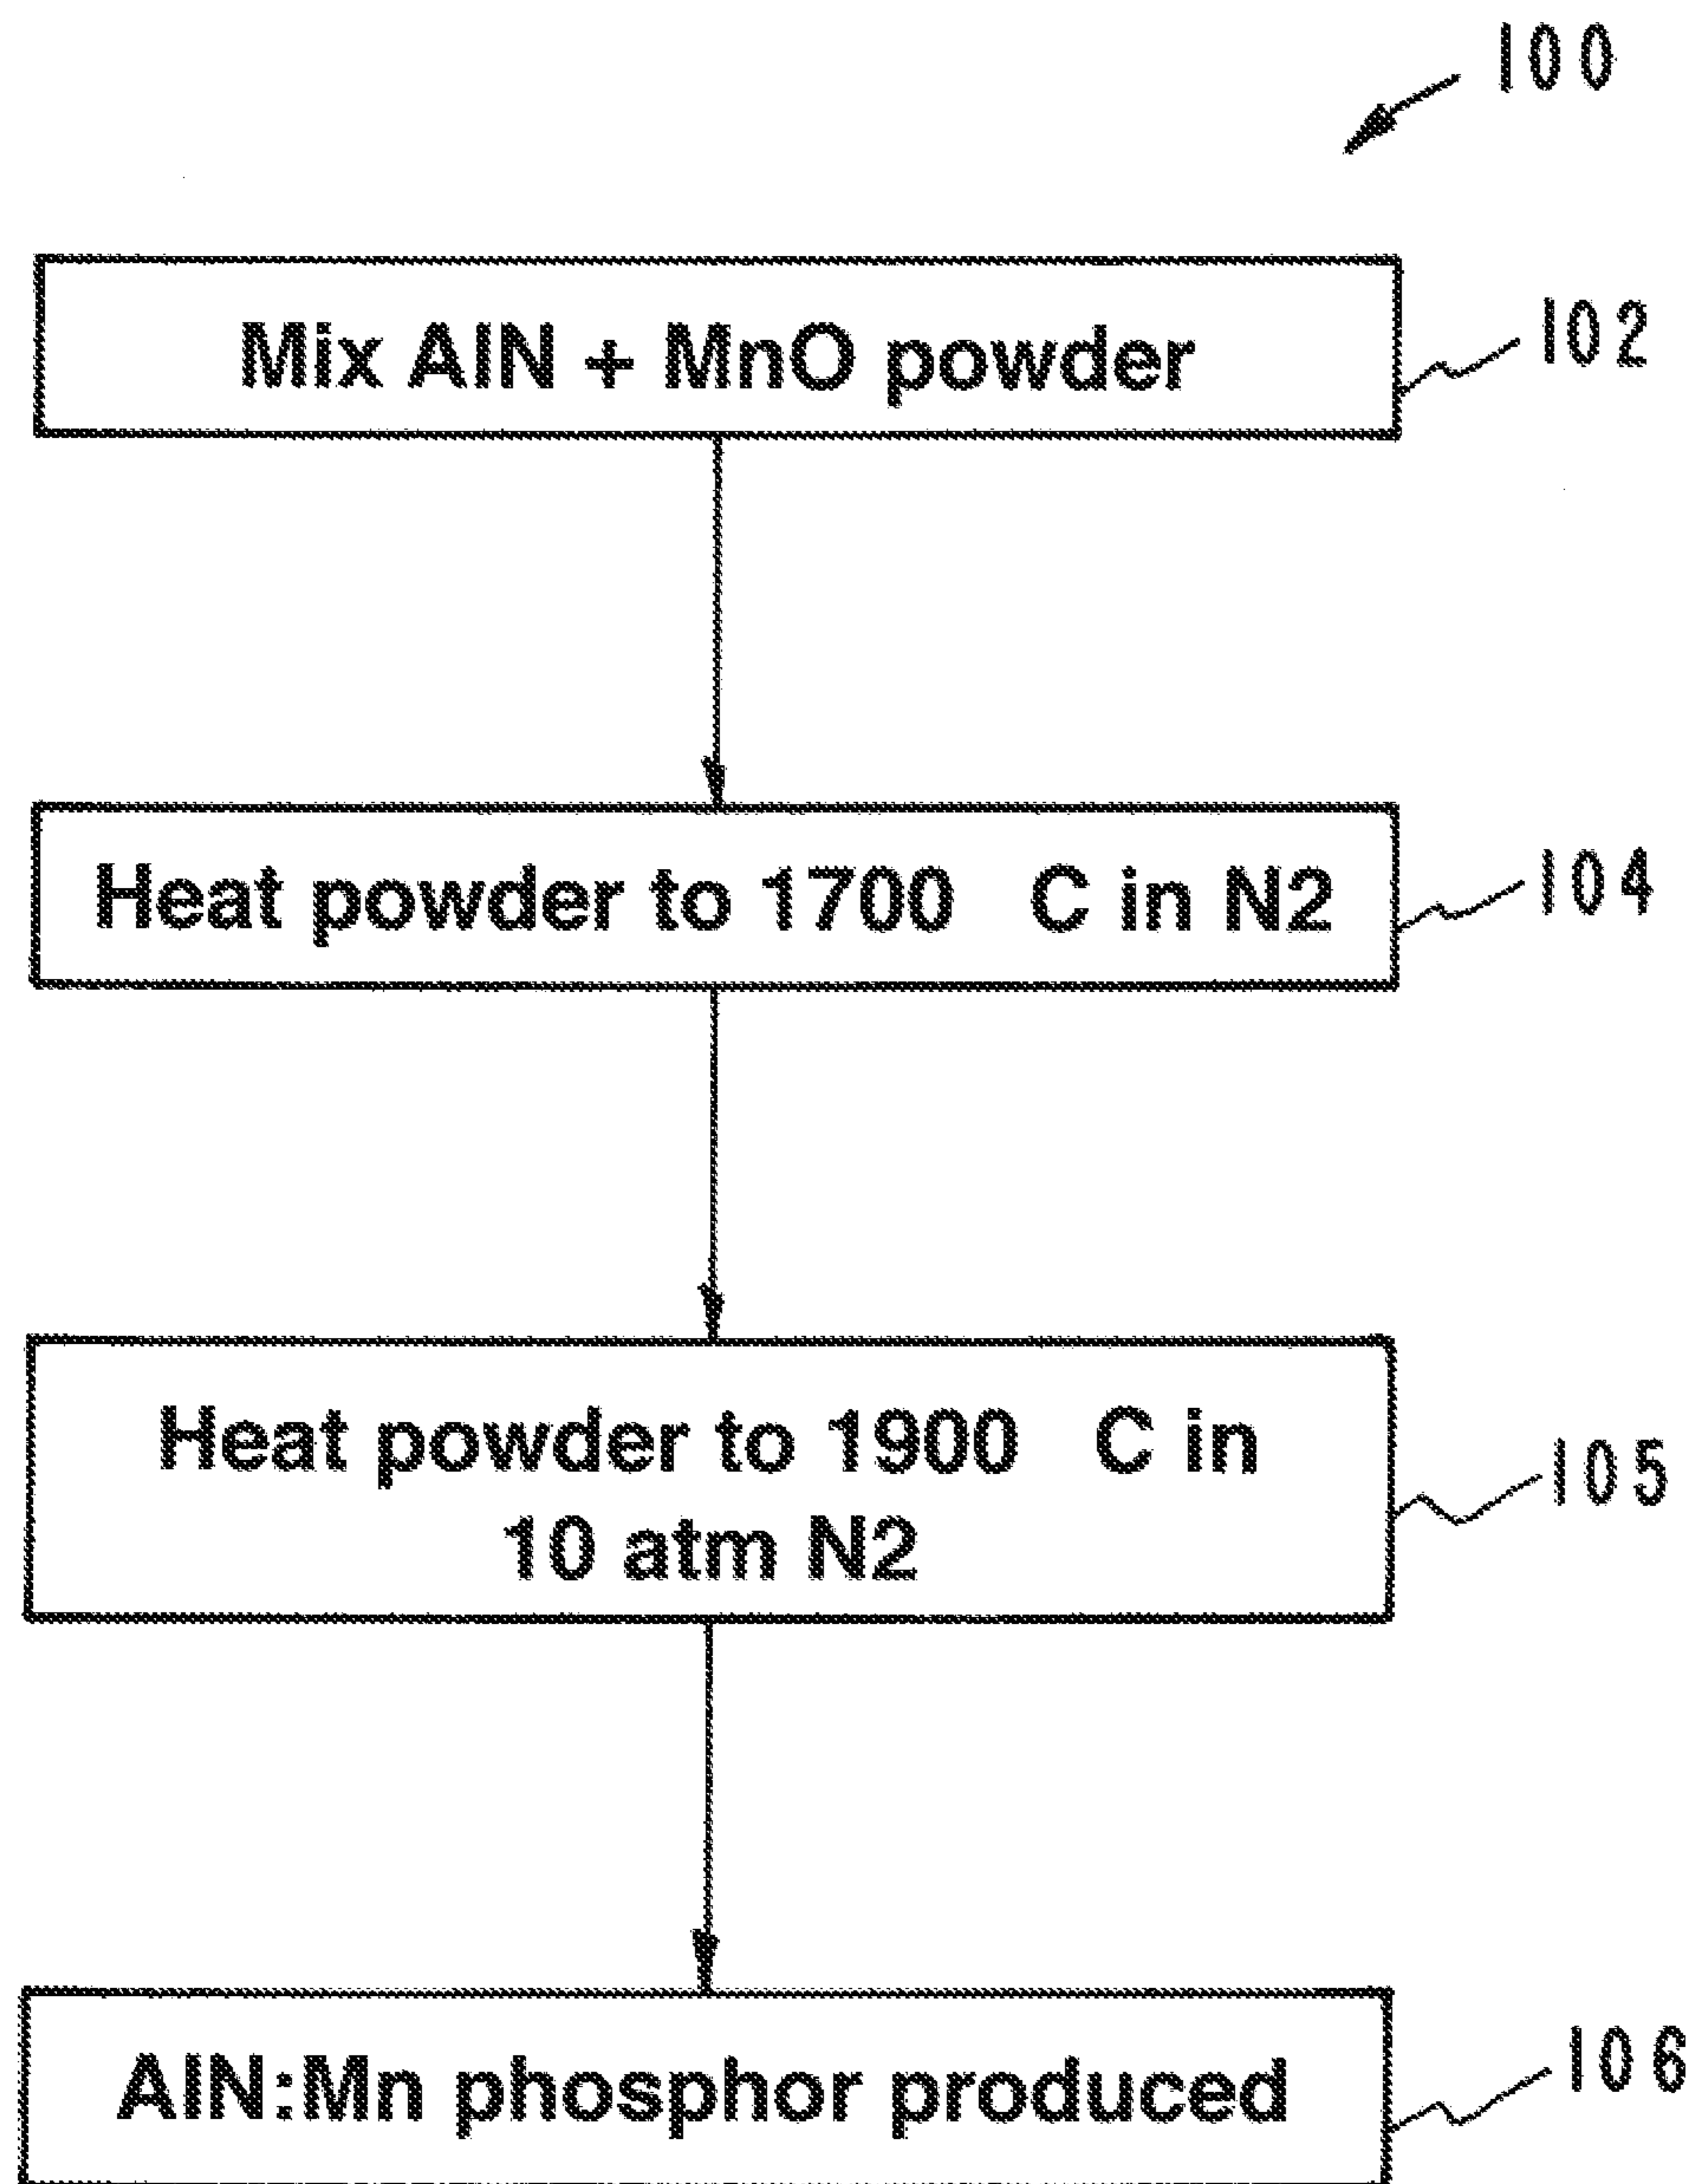 100
Mix AlN + MnO powder
102
Heat powder to 1700 C in N2
104
Heat powder to 1900 C in
10 atm N2
105
AlN:Mn phosphor produced
106